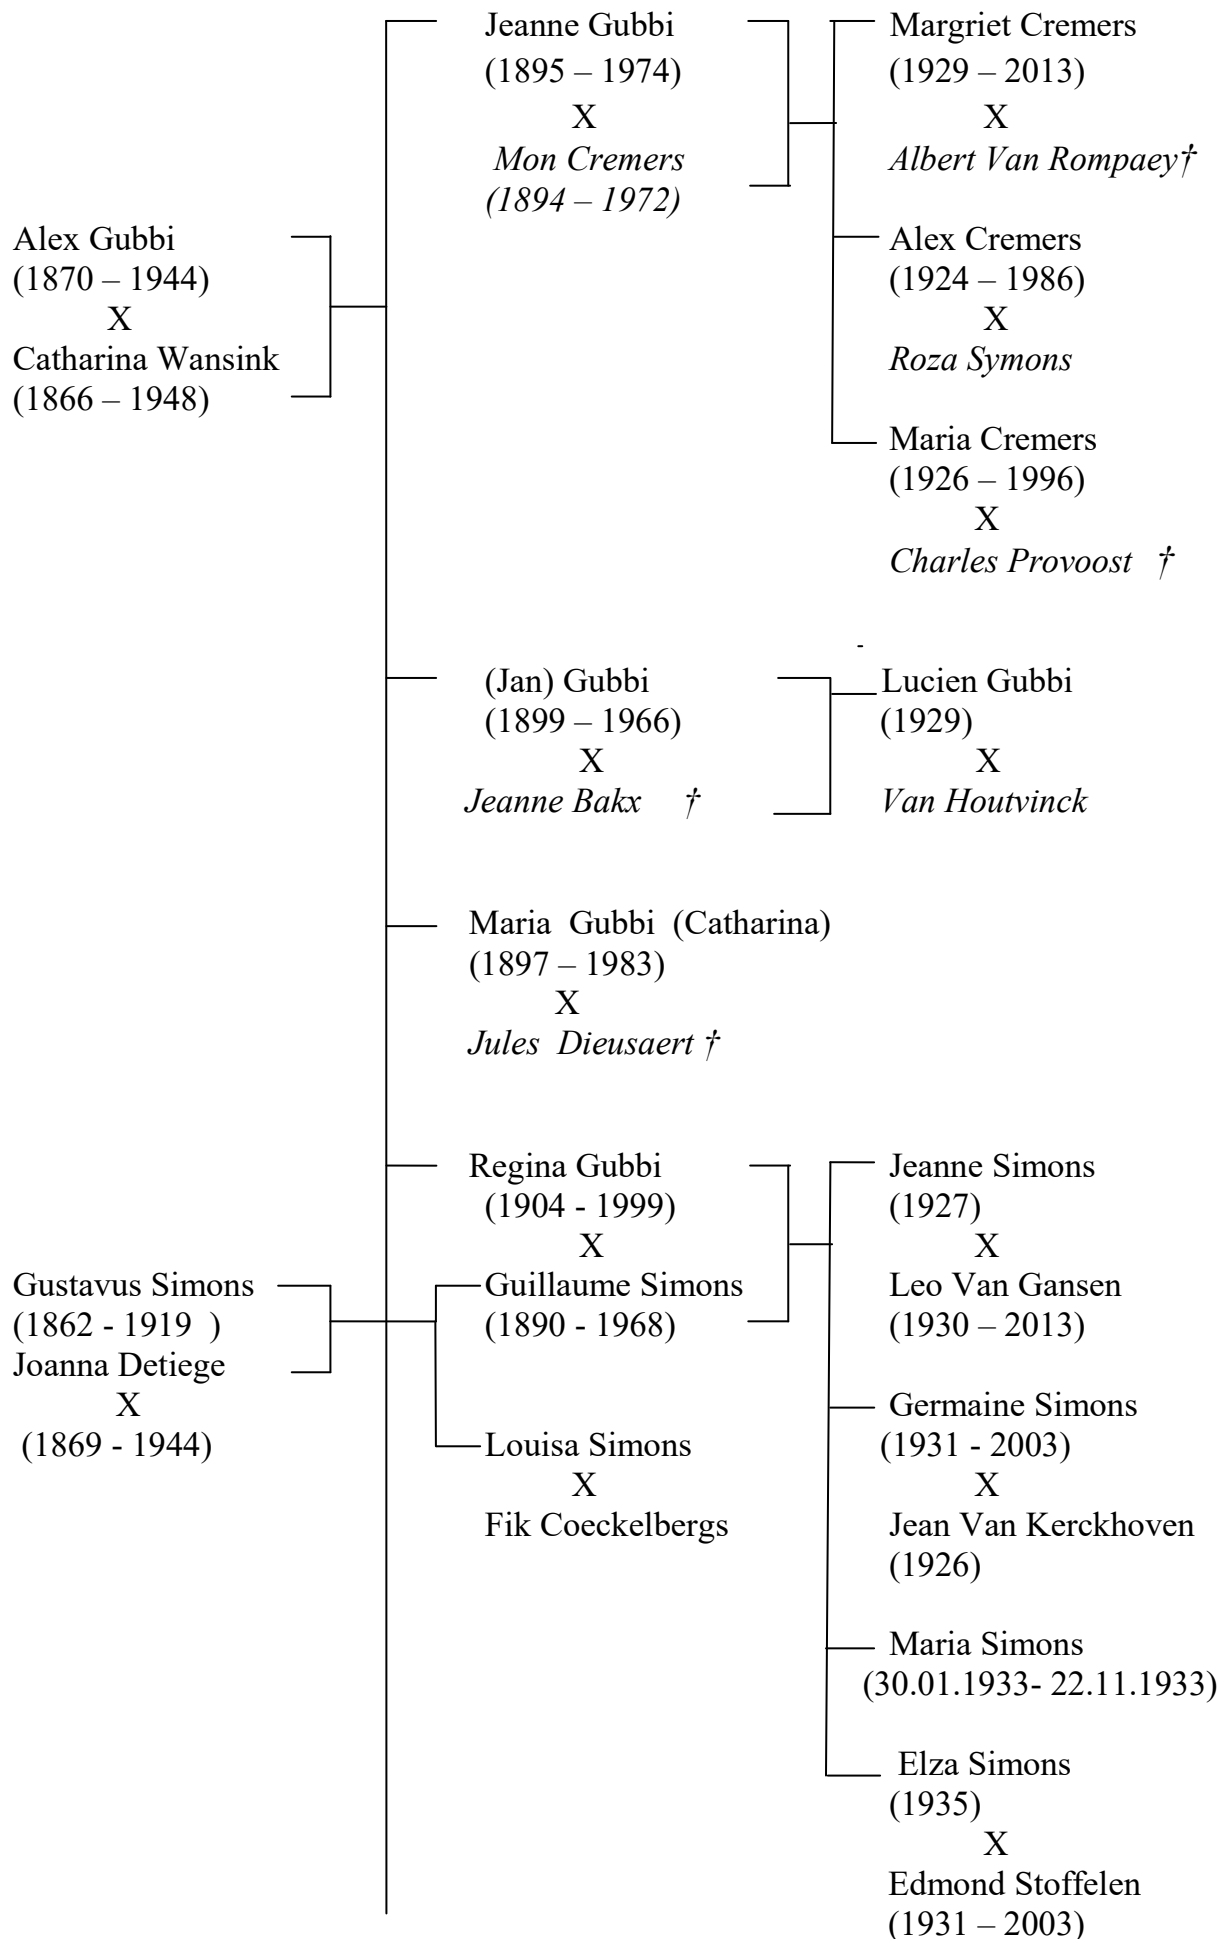 Jeanne Gubbi
(1895 – 1974)
X
Mon Cremers
(1894 – 1972)
Margriet Cremers
(1929 – 2013)
X
Albert Van Rompaey†
Alex Gubbi
(1870 – 1944)
X
Catharina Wansink
(1866 – 1948)
Alex Cremers
(1924 – 1986)
X
Roza Symons
Maria Cremers
(1926 – 1996)
X
Charles Provoost †
-
(Jan) Gubbi
(1899 – 1966)
X
Jeanne Bakx †
Lucien Gubbi
(1929)
X
Van Houtvinck
Maria Gubbi (Catharina)
(1897 – 1983)
X
Jules Dieusaert †
Regina Gubbi
(1904 - 1999)
X
Guillaume Simons
(1890 - 1968)
Jeanne Simons
(1927)
X
Leo Van Gansen
(1930 – 2013)
Gustavus Simons
(1862 - 1919 )
Joanna Detiege
X
(1869 - 1944)
Louisa Simons
X
Fik Coeckelbergs
Germaine Simons
(1931 - 2003)
X
Jean Van Kerckhoven
(1926)
Maria Simons
(30.01.1933- 22.11.1933)
Elza Simons
(1935)
X
Edmond Stoffelen
(1931 – 2003)